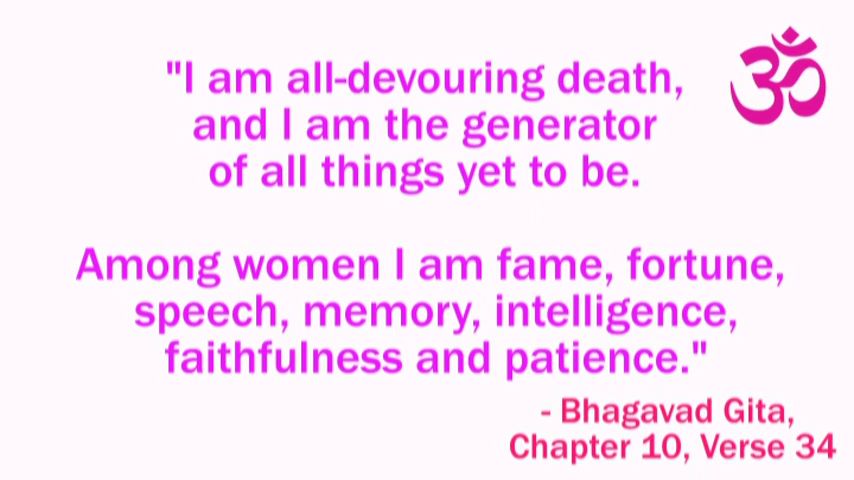 "I am all-devouring death,
and I am the generator
of all things yet to be.
Among women I am fame, fortune,
speech, memory, intelligence,
faithfulness and patience."
- Bhagavad Gita,
Chapter 10, Verse 34
ॐ